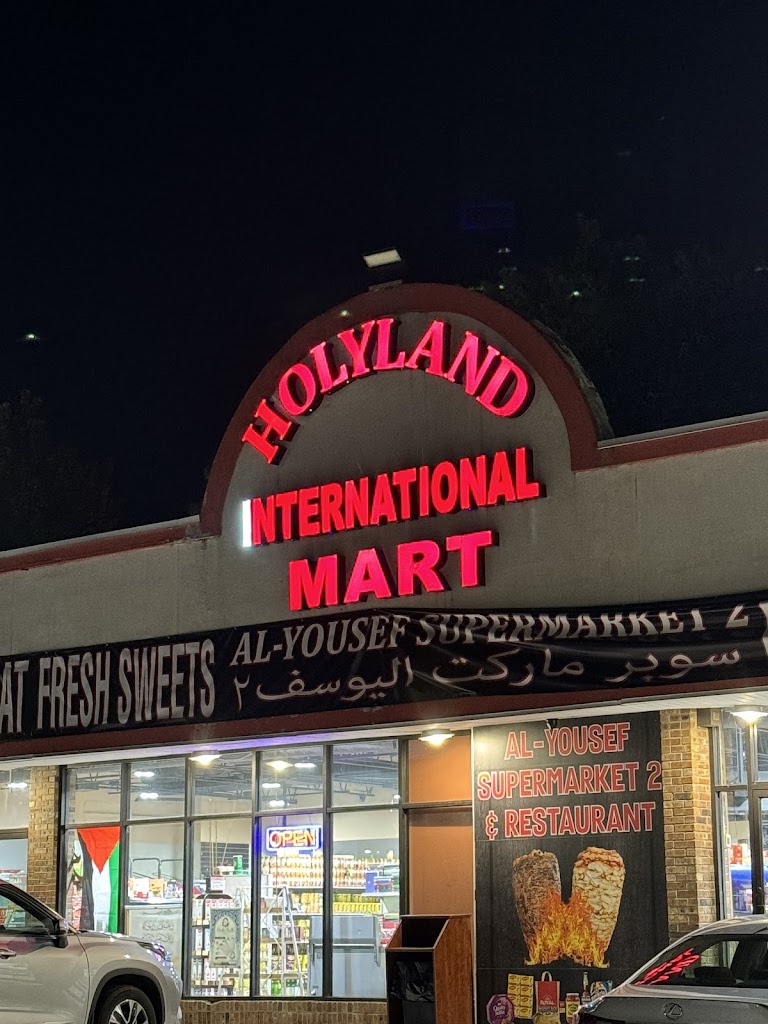 HOLYLAND
INTERNATIONAL
MART
AT FRESH SWEETS
AL-YOUSEF SUPERMARKET 2
سوبر ماركت اليوسف ٢
OPEN
AL-YOUSEF
SUPERMARKET 2
& RESTAURANT
ROYAL